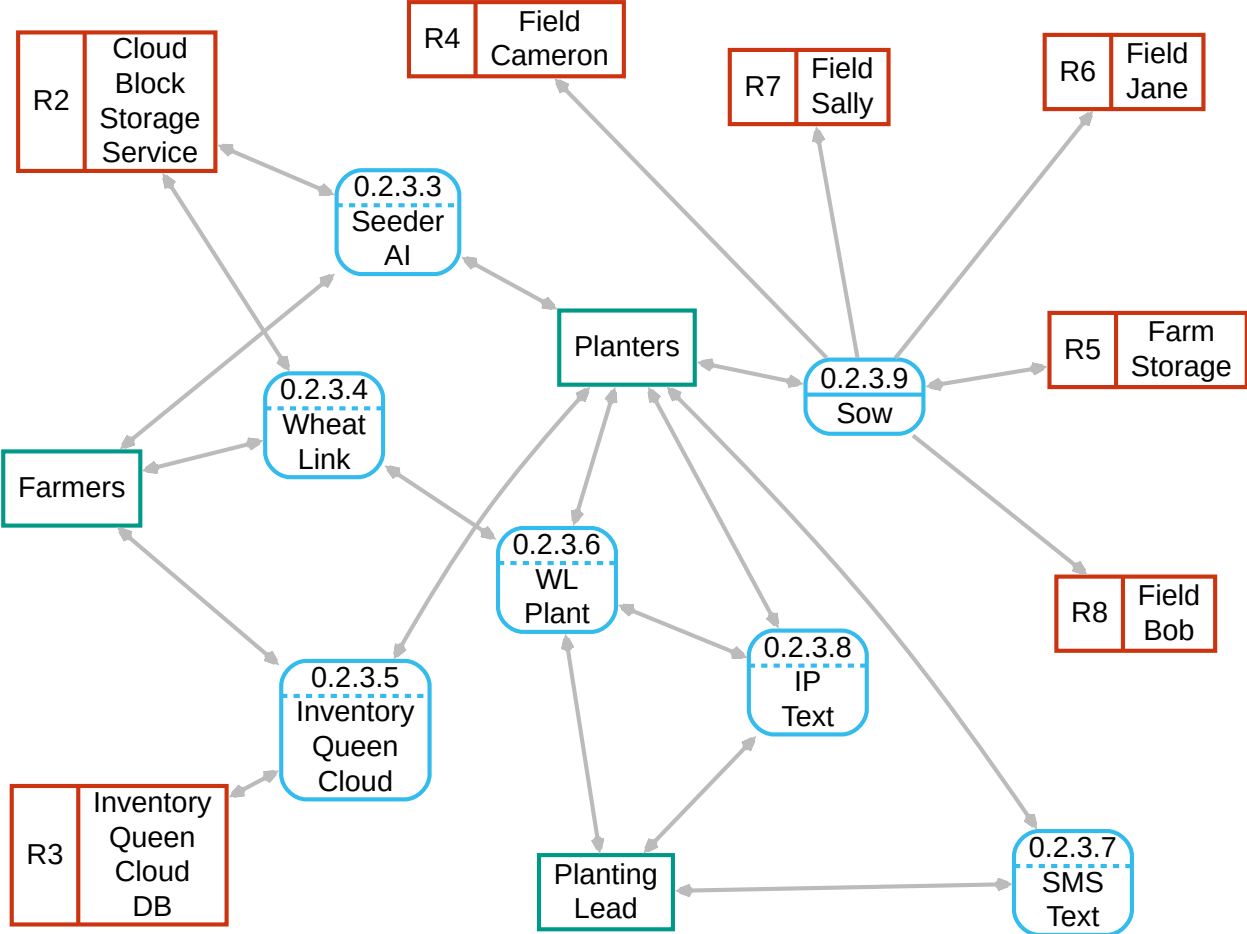 R4
Field
Cameron
R2
Cloud
Block
Storage
Service
R7
Field
Sally
R6
Field
Jane
0.2.3.3
Seeder
AI
Planters
R5
Farm
Storage
0.2.3.9
Sow
0.2.3.4
Wheat
Link
Farmers
0.2.3.6
WL
Plant
R8
Field
Bob
0.2.3.8
IP
Text
0.2.3.5
Inventory
Queen
Cloud
R3
Inventory
Queen
Cloud
DB
Planting
Lead
0.2.3.7
SMS
Text